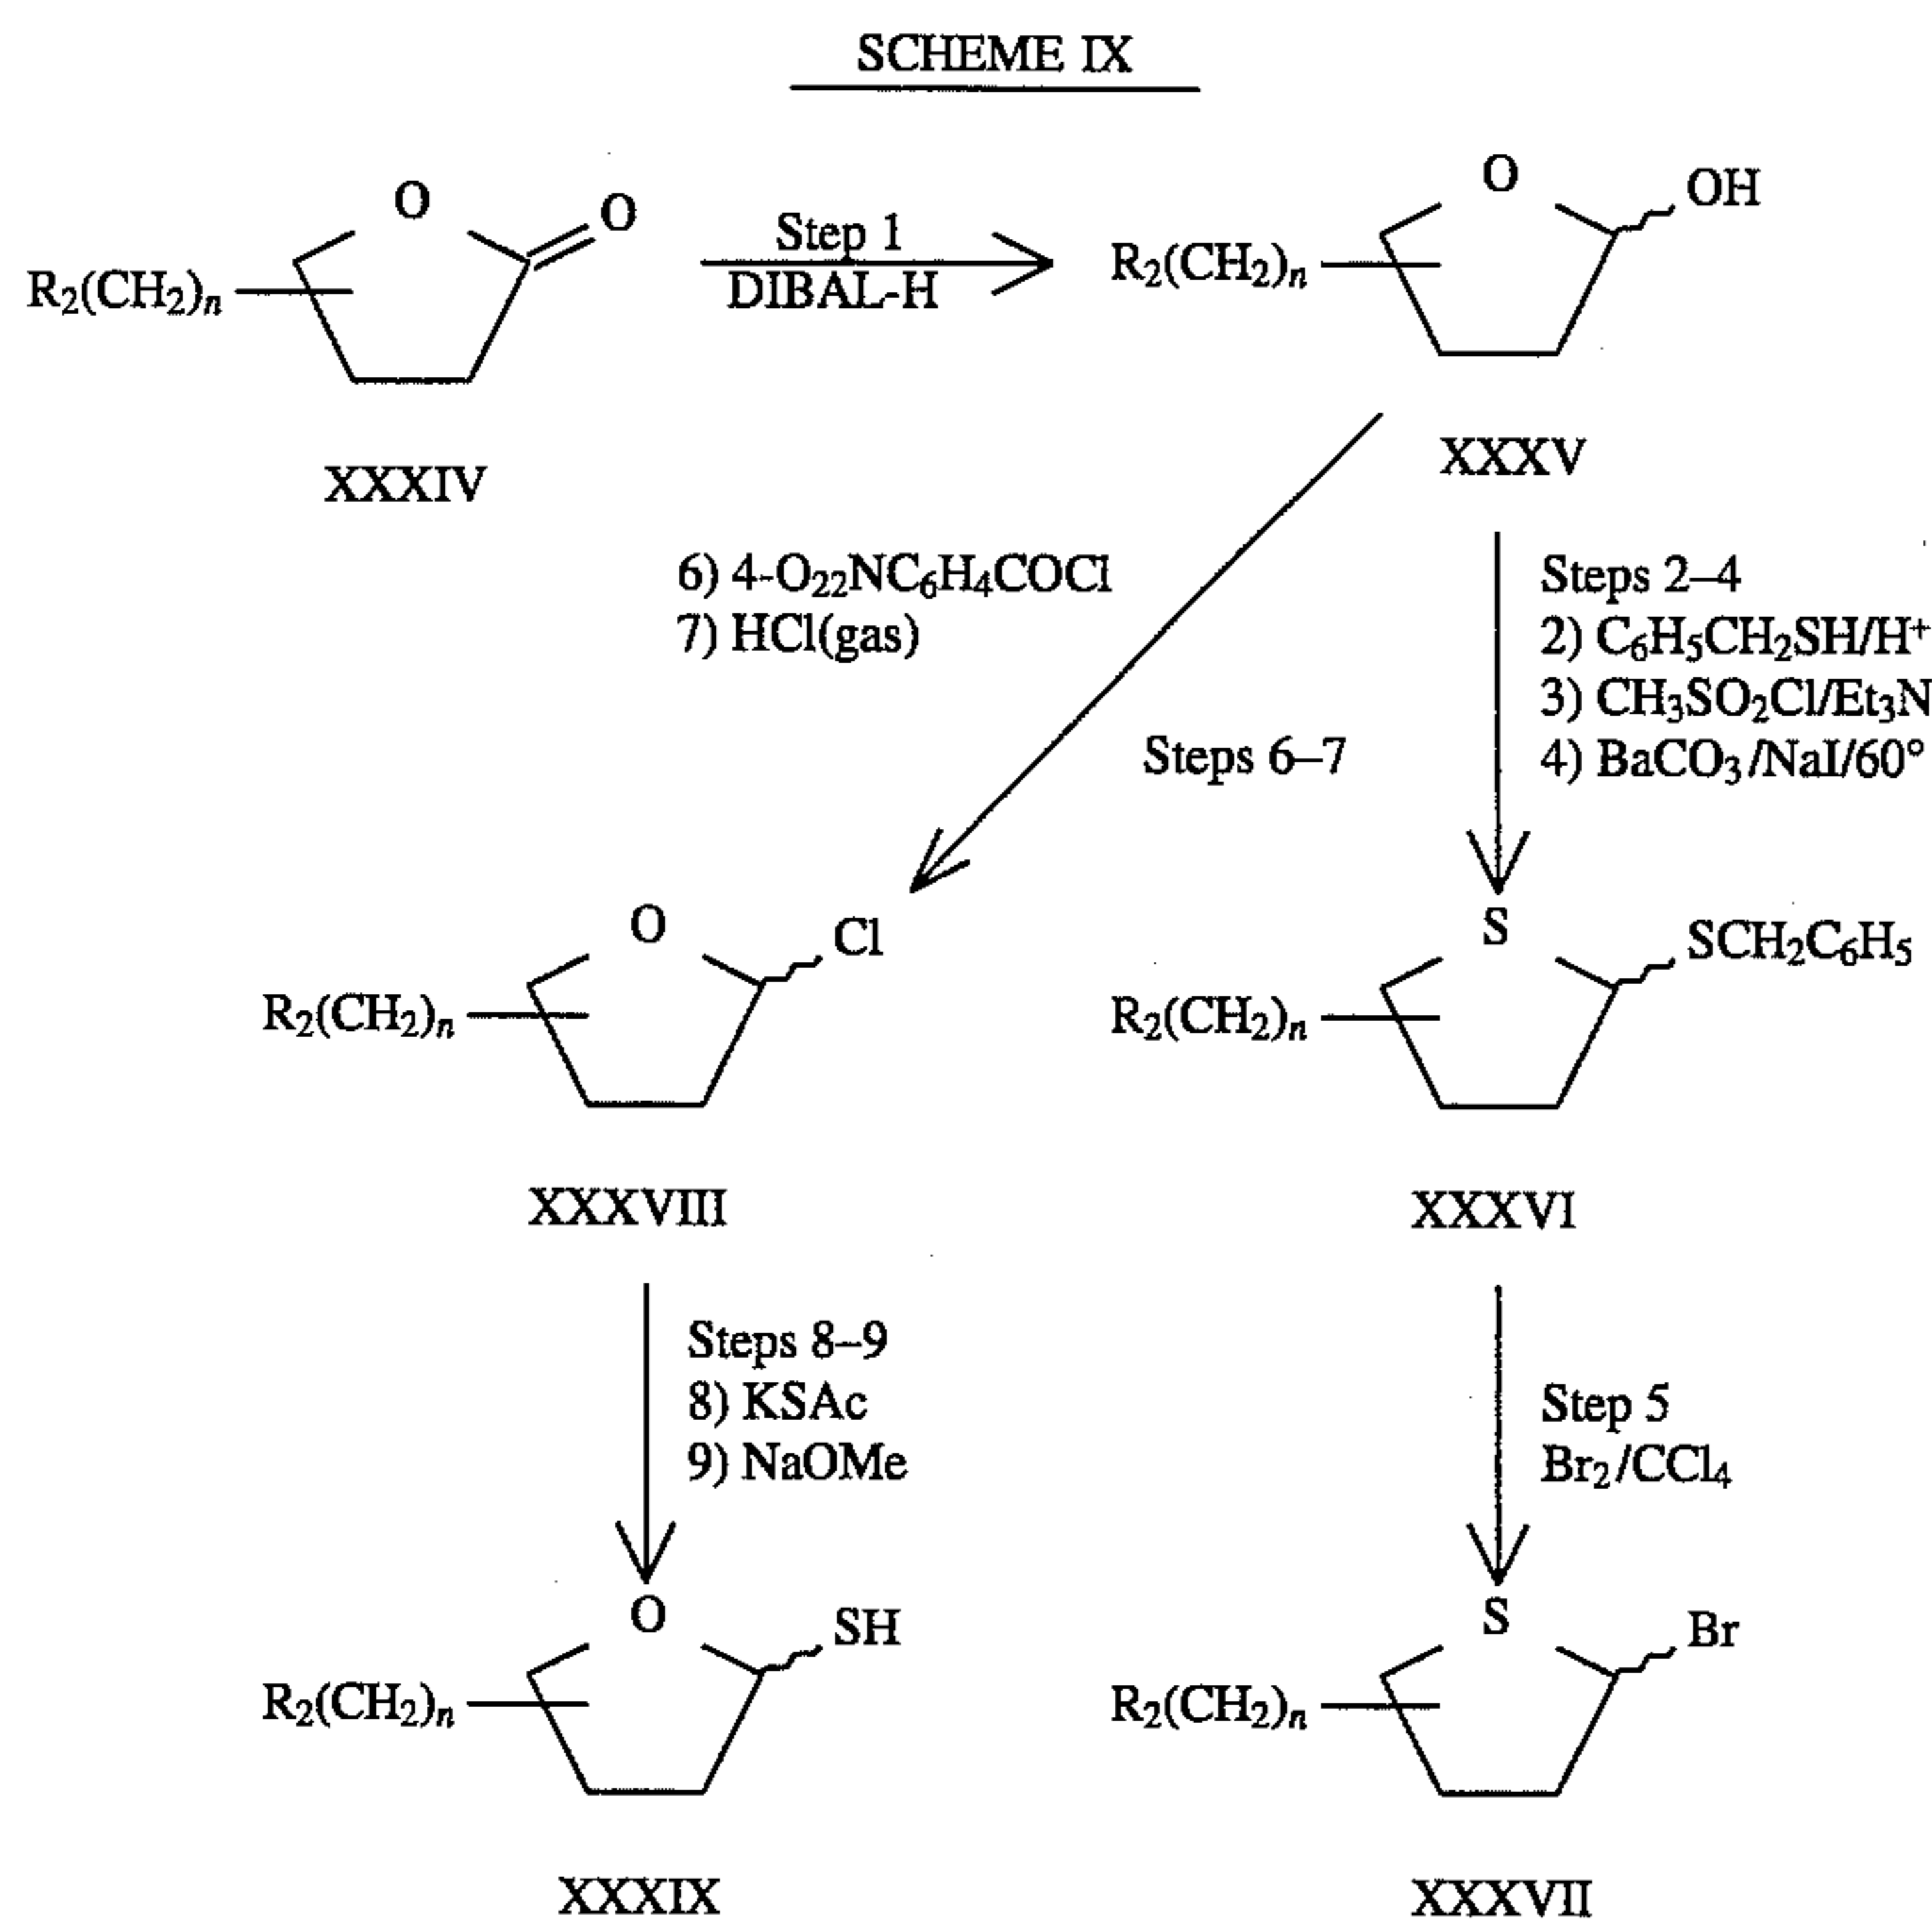 SCHEME IX
O
O
R₂(CH₂)ₙ
Step 1
DIBAL-H
O
OH
R₂(CH₂)ₙ
XXXIV
XXXV
6) 4-O₂₂NC₆H₄COCl
7) HCl(gas)
Steps 6–7
Steps 2–4
2) C₆H₅CH₂SH/H⁺
3) CH₃SO₂Cl/Et₃N
4) BaCO₃/NaI/60°
O
Cl
R₂(CH₂)ₙ
XXXVIII
S
SCH₂C₆H₅
R₂(CH₂)ₙ
XXXVI
Steps 8–9
8) KSAc
9) NaOMe
Step 5
Br₂/CCl₄
O
SH
R₂(CH₂)ₙ
XXXIX
S
Br
R₂(CH₂)ₙ
XXXVII